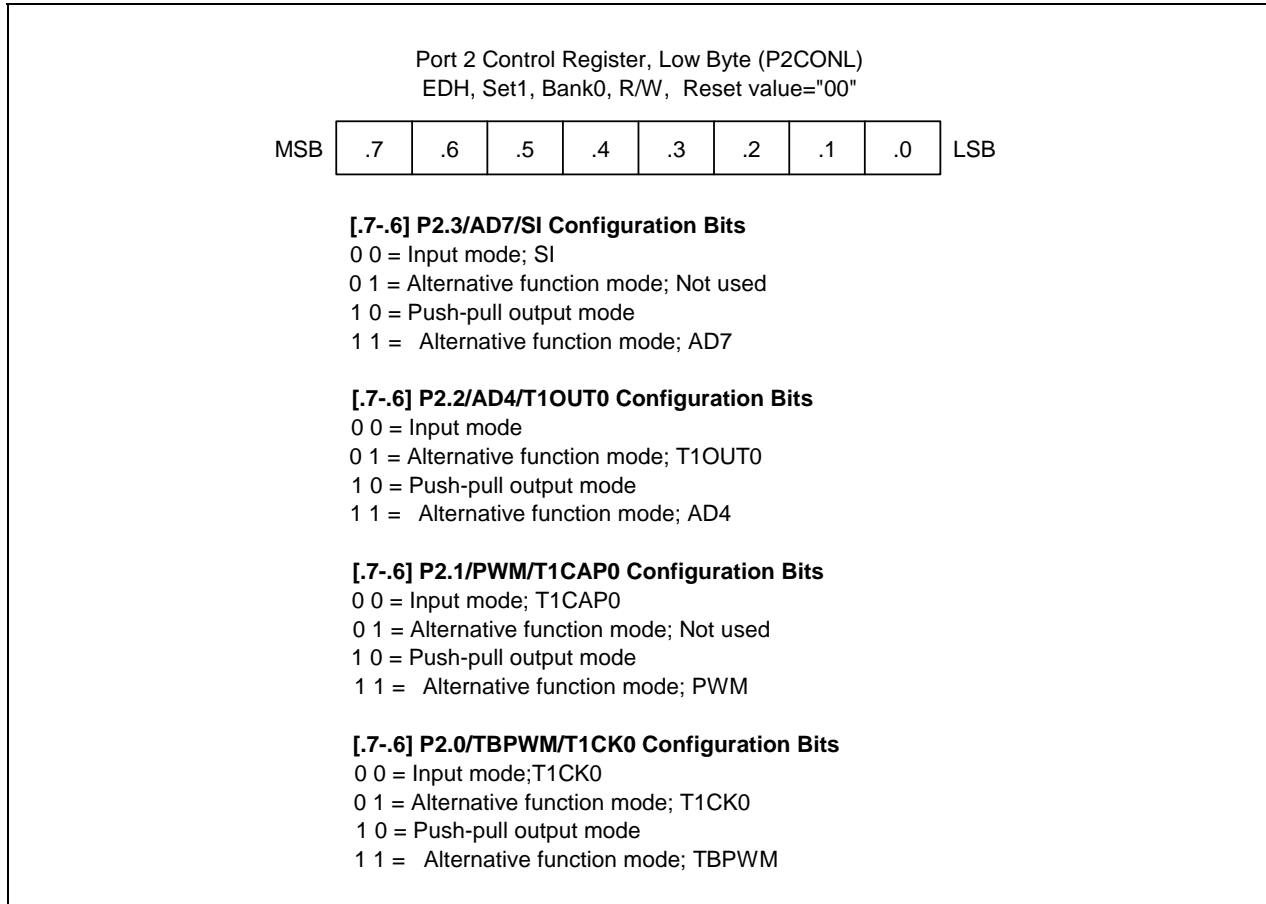 Port 2 Control Register, Low Byte (P2CONL)
EDH, Set1, Bank0, R/W, Reset value="00"
MSB .7 .6 .5 .4 .3 .2 .1 .0 LSB
[.7-.6] P2.3/AD7/SI Configuration Bits
0 0 = Input mode; SI
0 1 = Alternative function mode; Not used
1 0 = Push-pull output mode
1 1 = Alternative function mode; AD7
[.7-.6] P2.2/AD4/T1OUT0 Configuration Bits
0 0 = Input mode
0 1 = Alternative function mode; T1OUT0
1 0 = Push-pull output mode
1 1 = Alternative function mode; AD4
[.7-.6] P2.1/PWM/T1CAP0 Configuration Bits
0 0 = Input mode; T1CAP0
0 1 = Alternative function mode; Not used
1 0 = Push-pull output mode
1 1 = Alternative function mode; PWM
[.7-.6] P2.0/TBPWM/T1CK0 Configuration Bits
0 0 = Input mode;T1CK0
0 1 = Alternative function mode; T1CK0
1 0 = Push-pull output mode
1 1 = Alternative function mode; TBPWM